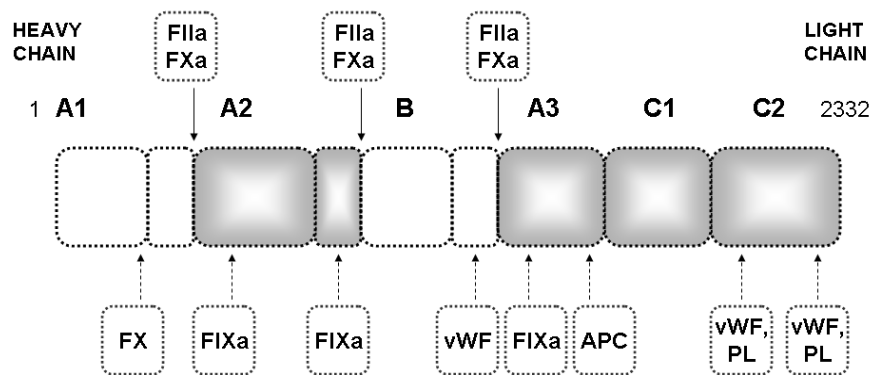 HEAVY CHAIN
FIIa FXa
FIIa FXa
FIIa FXa
LIGHT CHAIN
1 A1 A2 B A3 C1 C2 2332
FX FIXa FIXa vWF FIXa APC vWF, PL vWF, PL